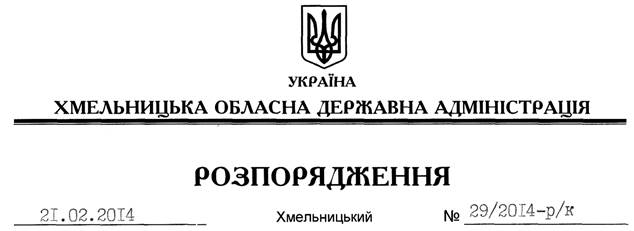 УКРАЇНА
ХМЕЛЬНИЦЬКА ОБЛАСНА ДЕРЖАВНА АДМІНІСТРАЦІЯ
РОЗПОРЯДЖЕННЯ
21.02.2014 Хмельницький № 29/2014-р/к